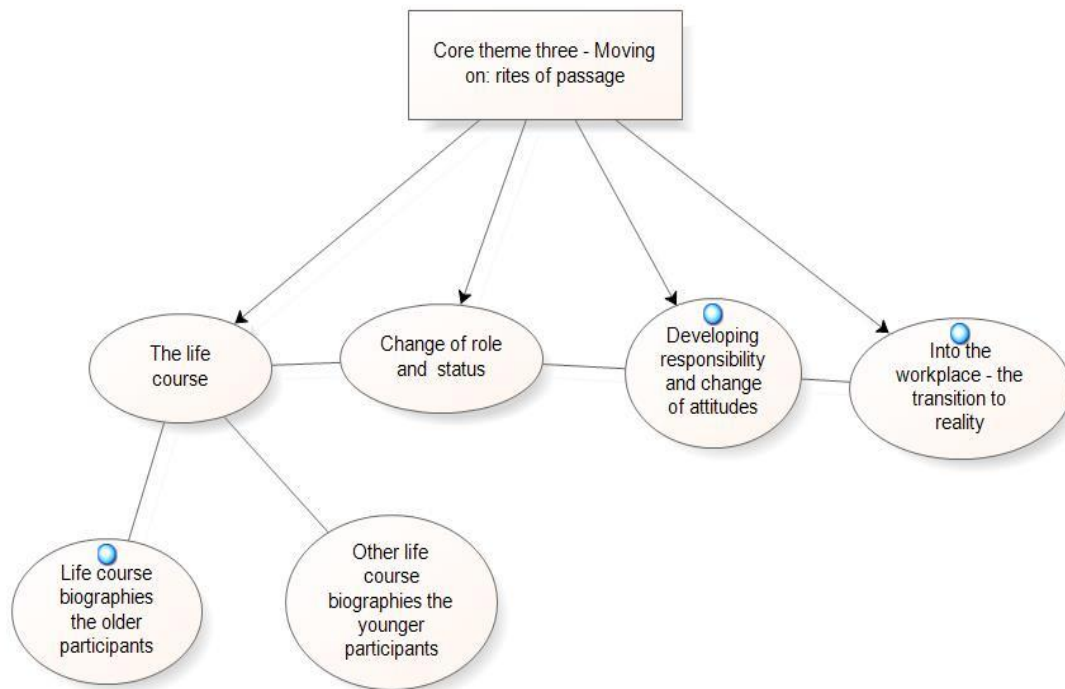 Core theme three - Moving
on: rites of passage
The life
course
Change of role
and status
Developing
responsibility
and change
of attitudes
Into the
workplace - the
transition to
reality
Life course
biographies
the older
participants
Other life
course
biographies the
younger
participants